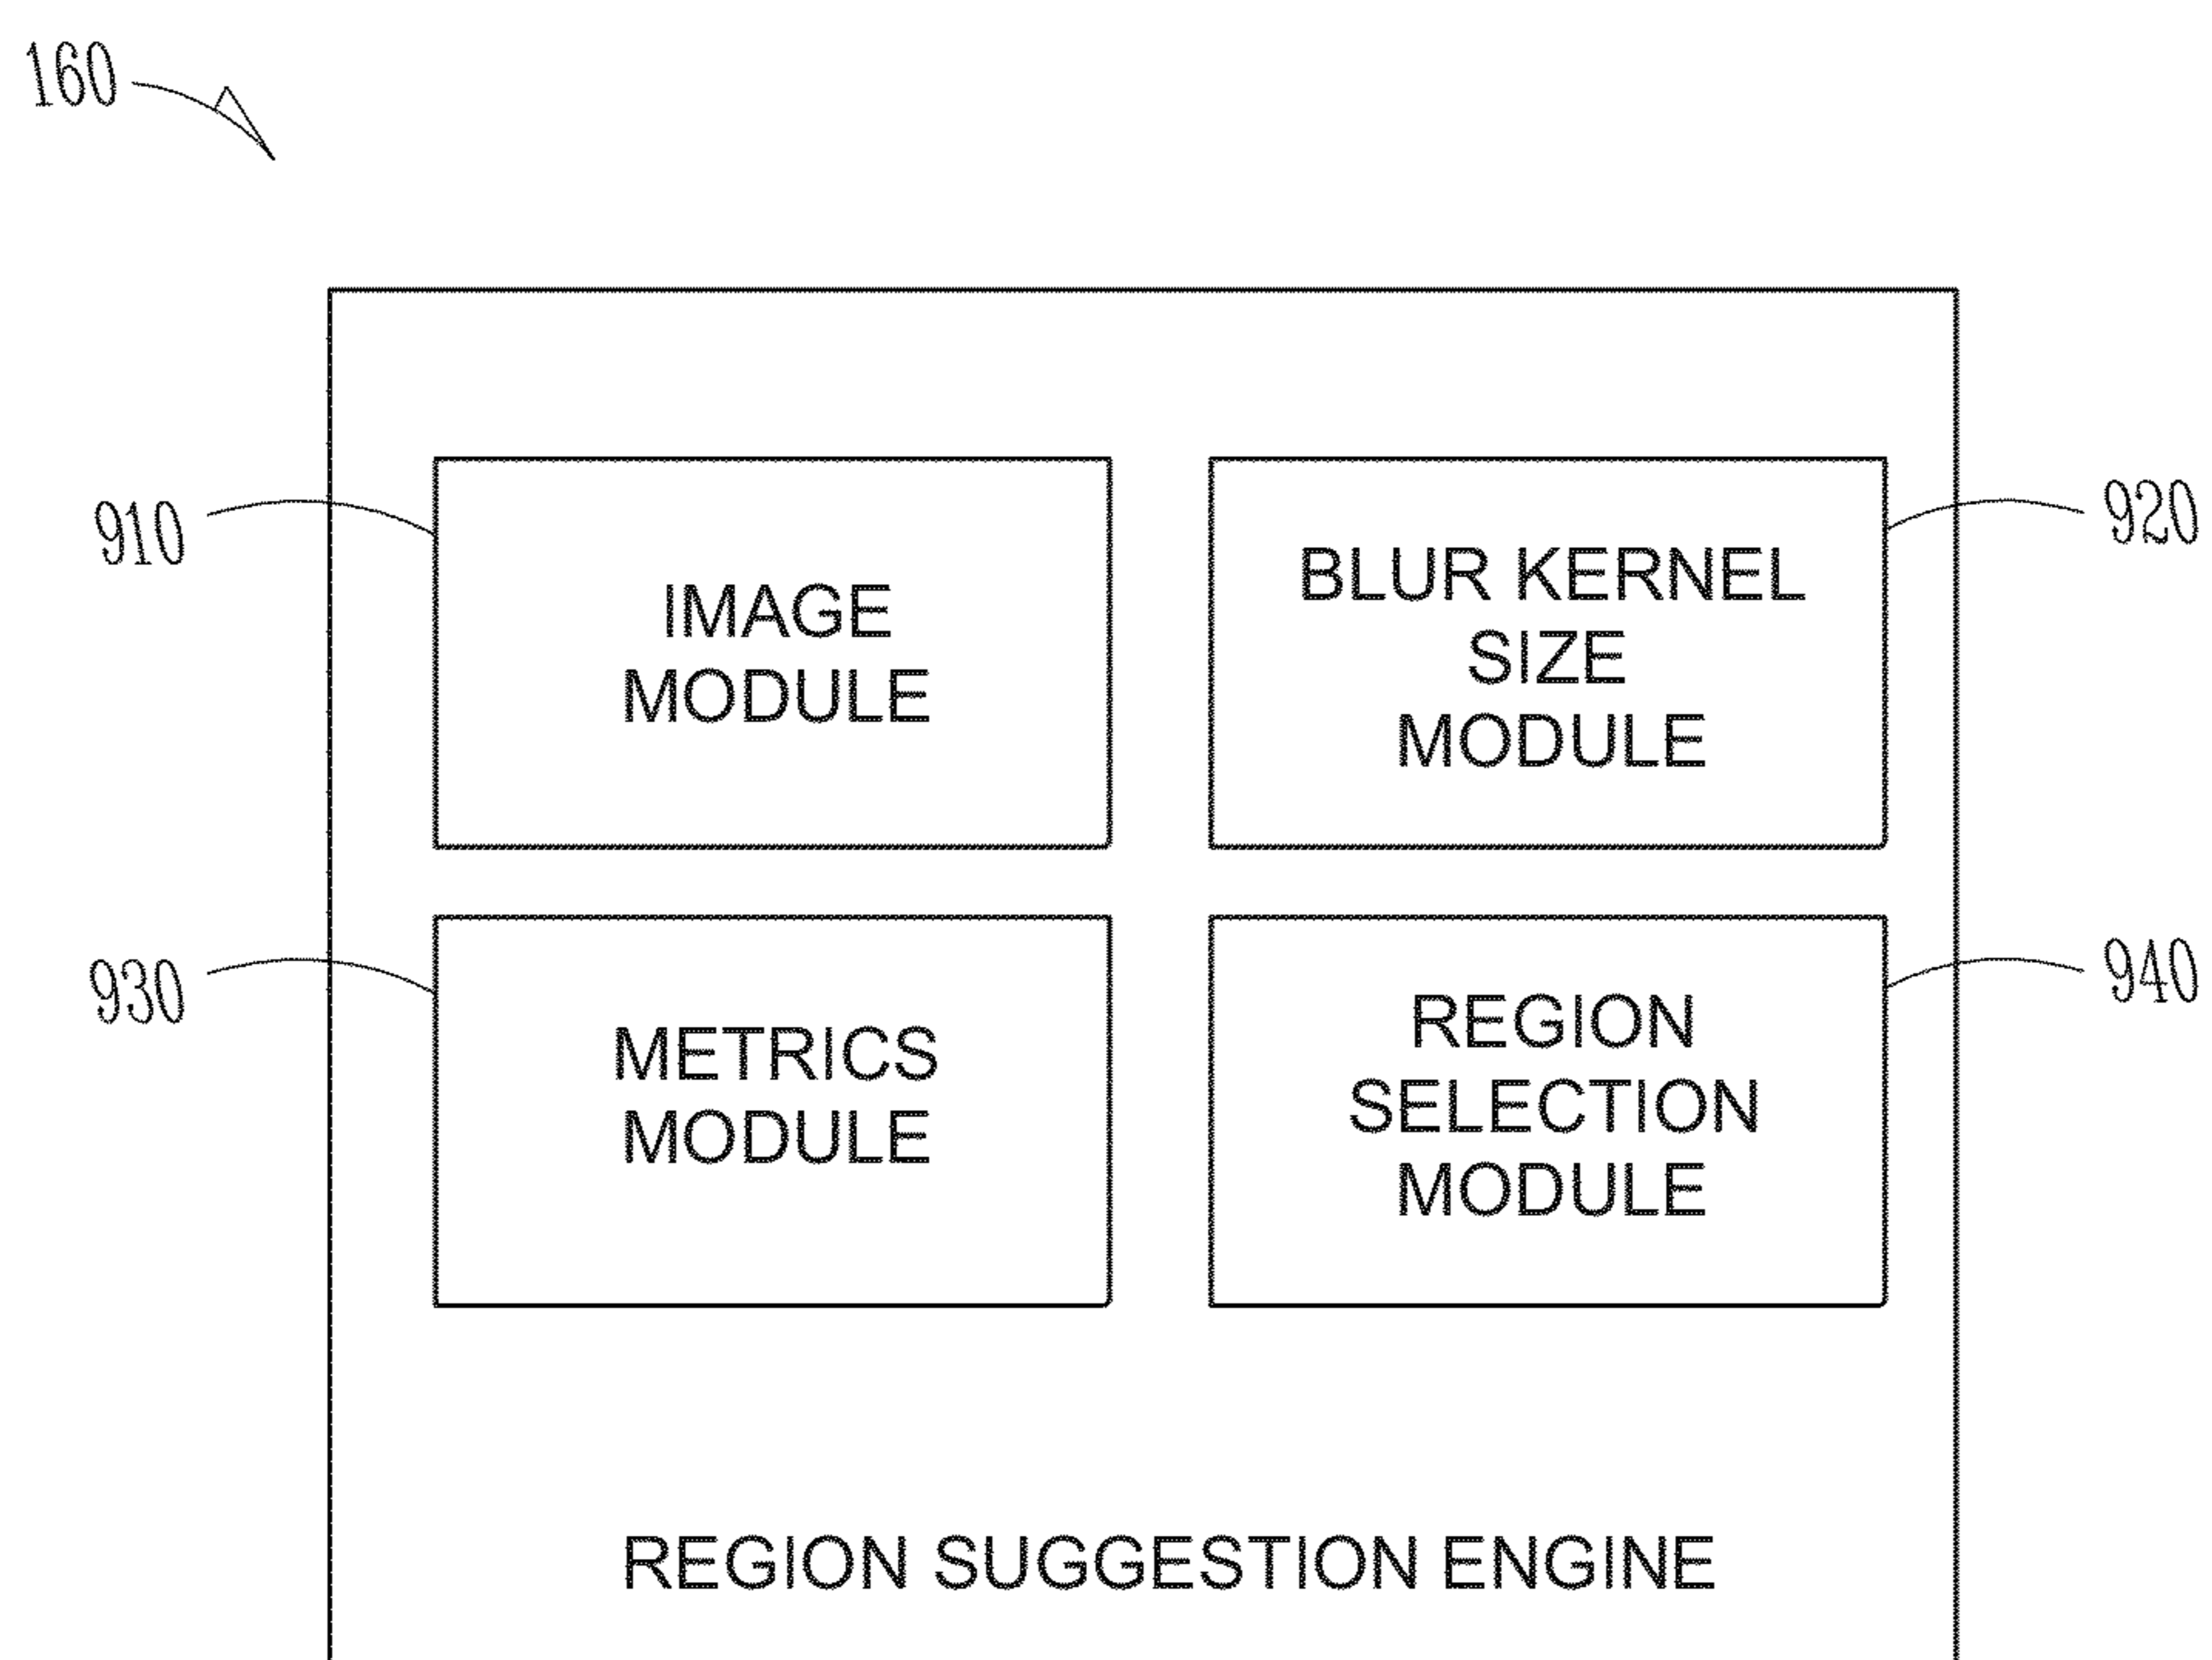 160
910
IMAGE
MODULE
920
BLUR KERNEL
SIZE
MODULE
930
METRICS
MODULE
940
REGION
SELECTION
MODULE
REGION SUGGESTION ENGINE